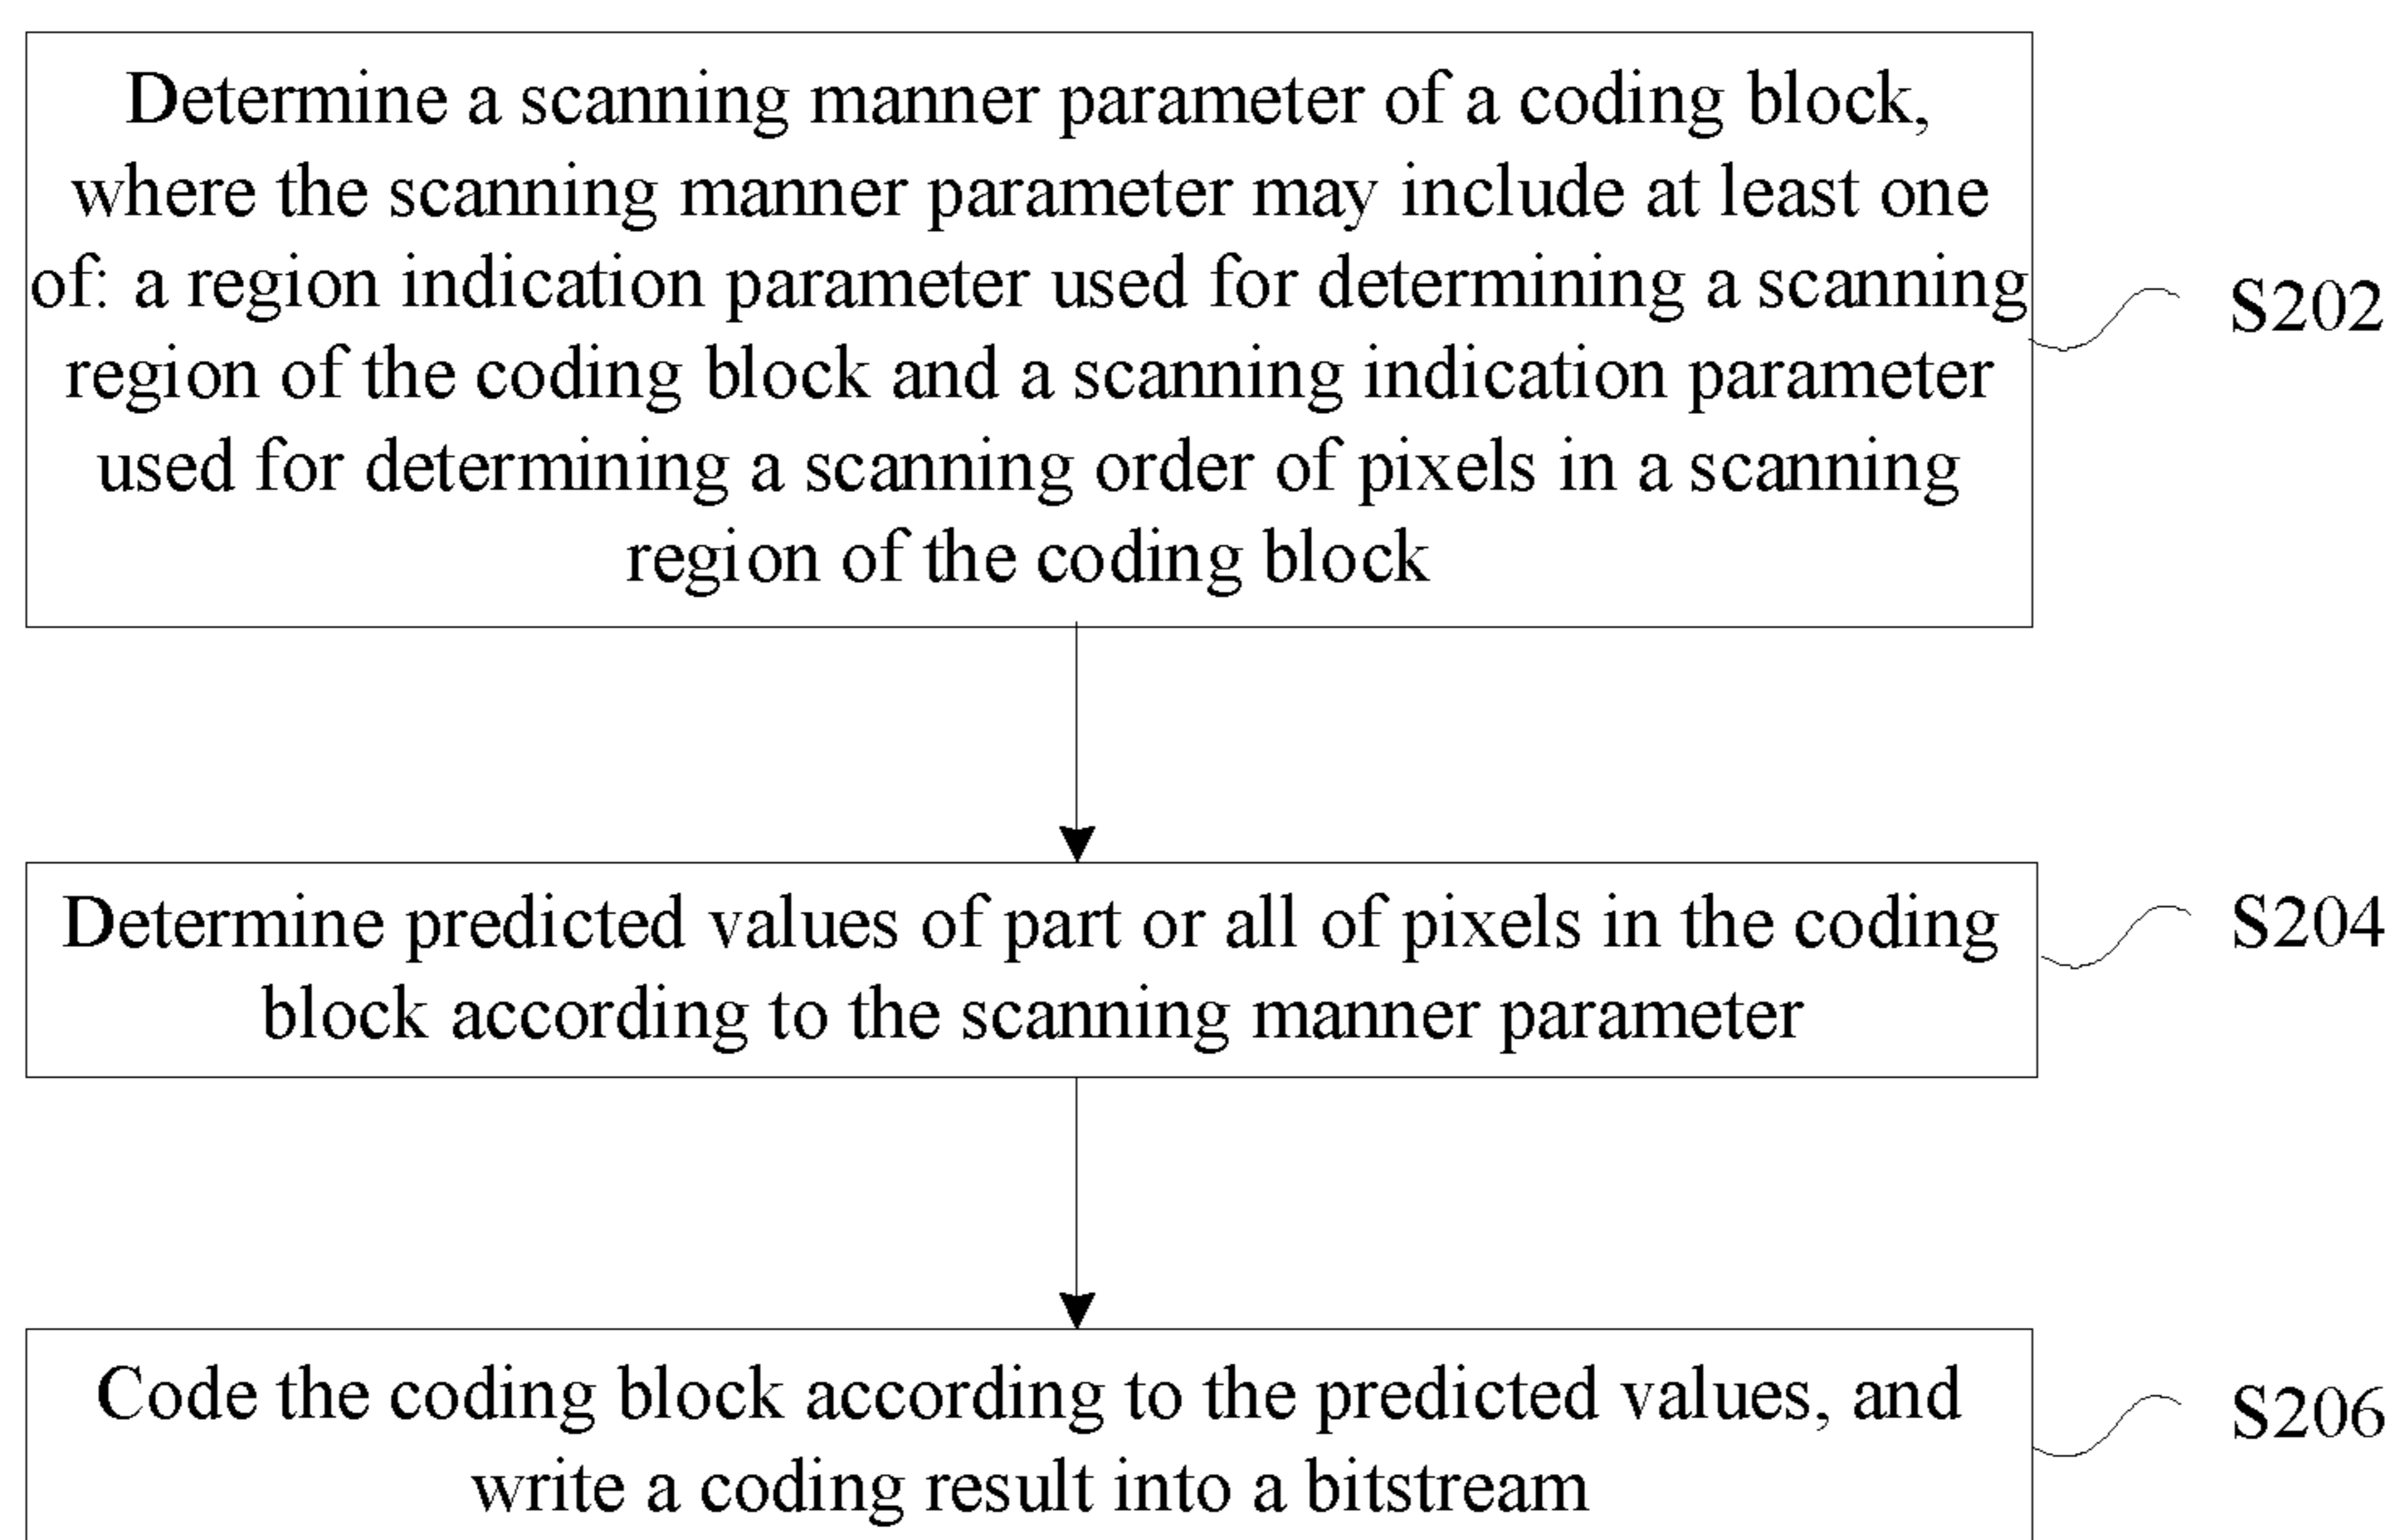 Determine a scanning manner parameter of a coding block,
where the scanning manner parameter may include at least one
of: a region indication parameter used for determining a scanning
region of the coding block and a scanning indication parameter
used for determining a scanning order of pixels in a scanning
region of the coding block
S202
Determine predicted values of part or all of pixels in the coding
block according to the scanning manner parameter
S204
Code the coding block according to the predicted values, and
write a coding result into a bitstream
S206